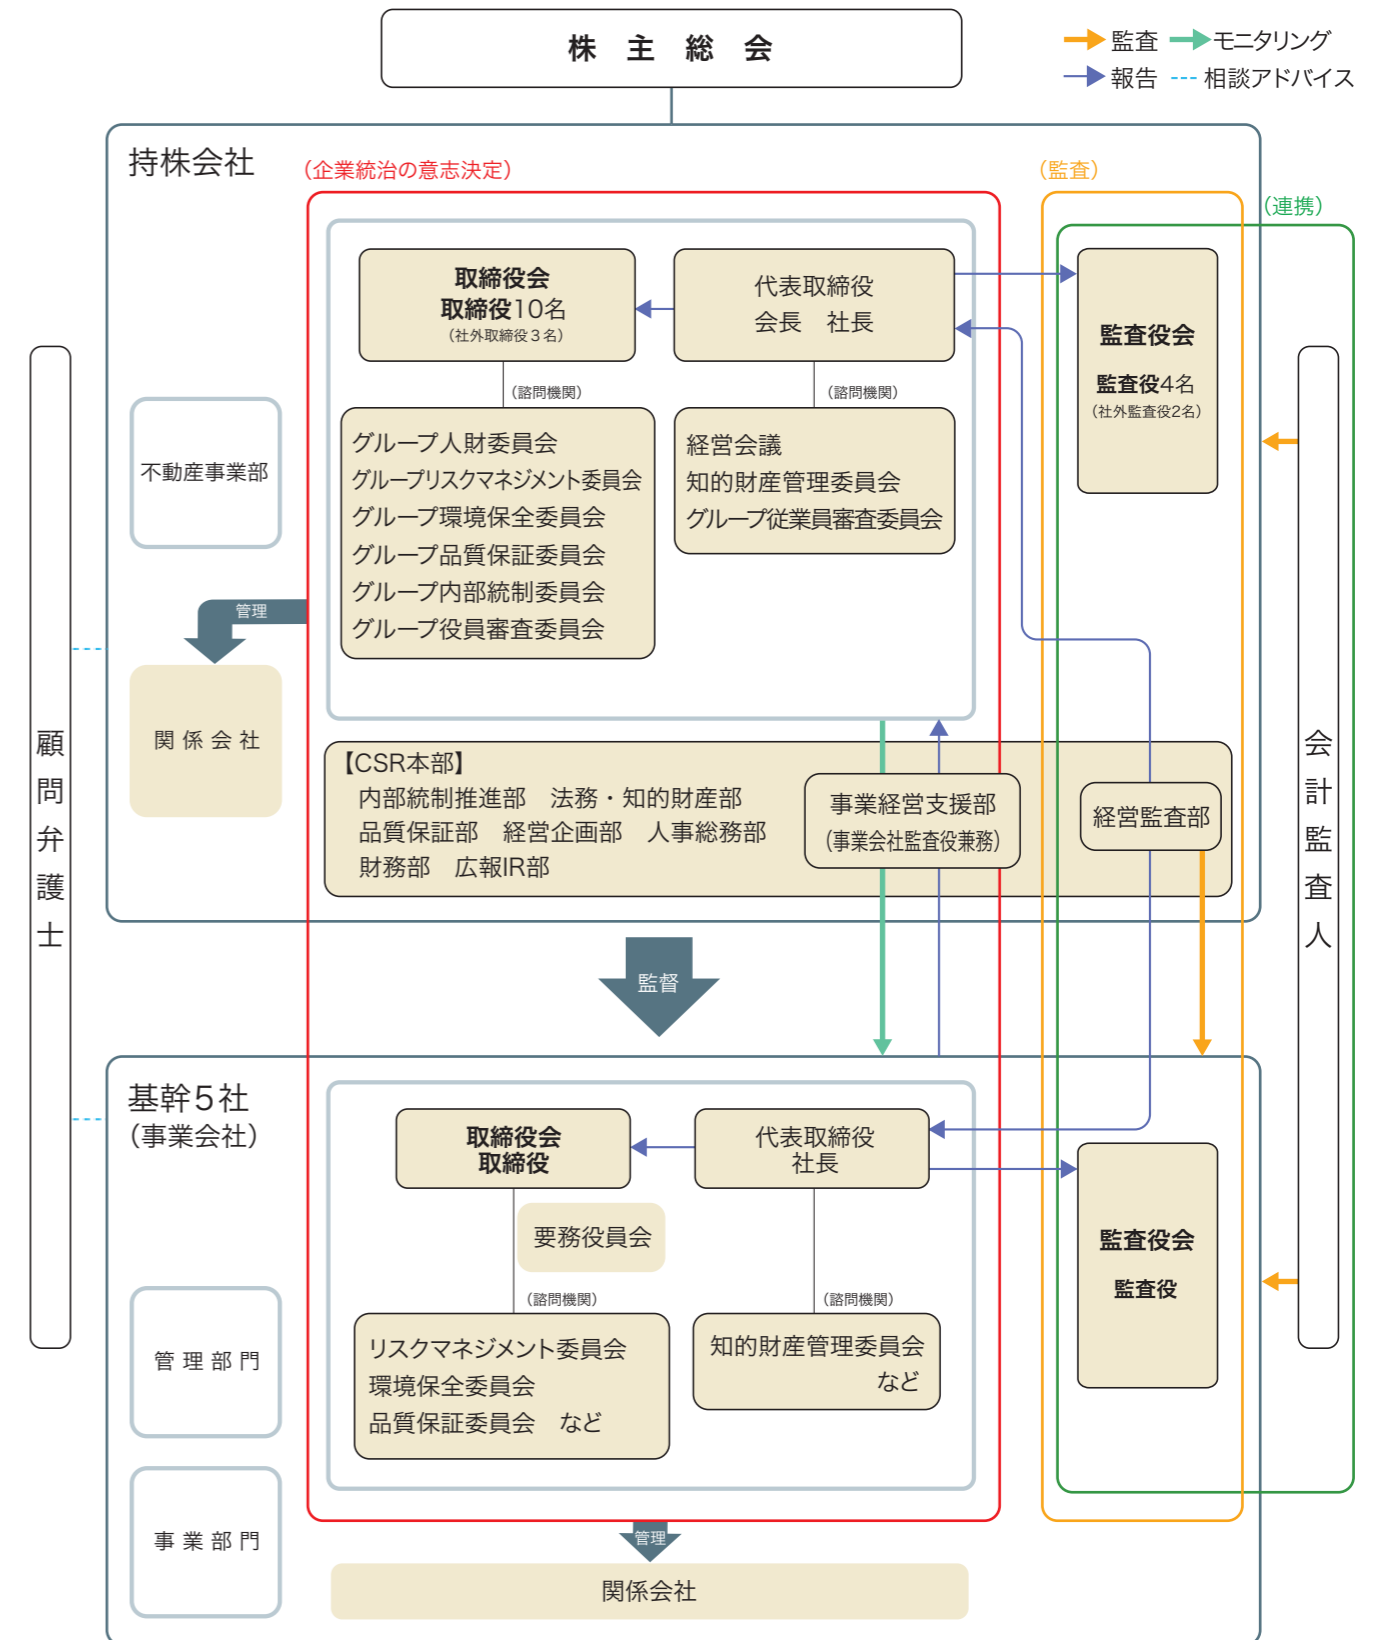 株 主 総 会
監査 モニタリング
報告 相談アドバイス
持株会社
（企業統治の意志決定）
（監査）
（連携）
取締役会
取締役10名
（社外取締役３名）
代表取締役
会長 社長
監査役会
監査役4名
（社外監査役2名）
（諮問機関）
（諮問機関）
グループ人財委員会
グループリスクマネジメント委員会
グループ環境保全委員会
グループ品質保証委員会
グループ内部統制委員会
グループ役員審査委員会
経営会議
知的財産管理委員会
グループ従業員審査委員会
不動産事業部
管理
関係会社
顧問弁護士
会計監査人
【CSR本部】
内部統制推進部 法務・知的財産部
品質保証部 経営企画部 人事総務部
財務部 広報IR部
事業経営支援部
（事業会社監査役兼務）
経営監査部
監督
基幹５社
（事業会社）
取締役会
取締役
代表取締役
社長
要務役員会
監査役会
監査役
（諮問機関）
（諮問機関）
リスクマネジメント委員会
環境保全委員会
品質保証委員会 など
知的財産管理委員会
など
管理部門
事業部門
管理
関係会社